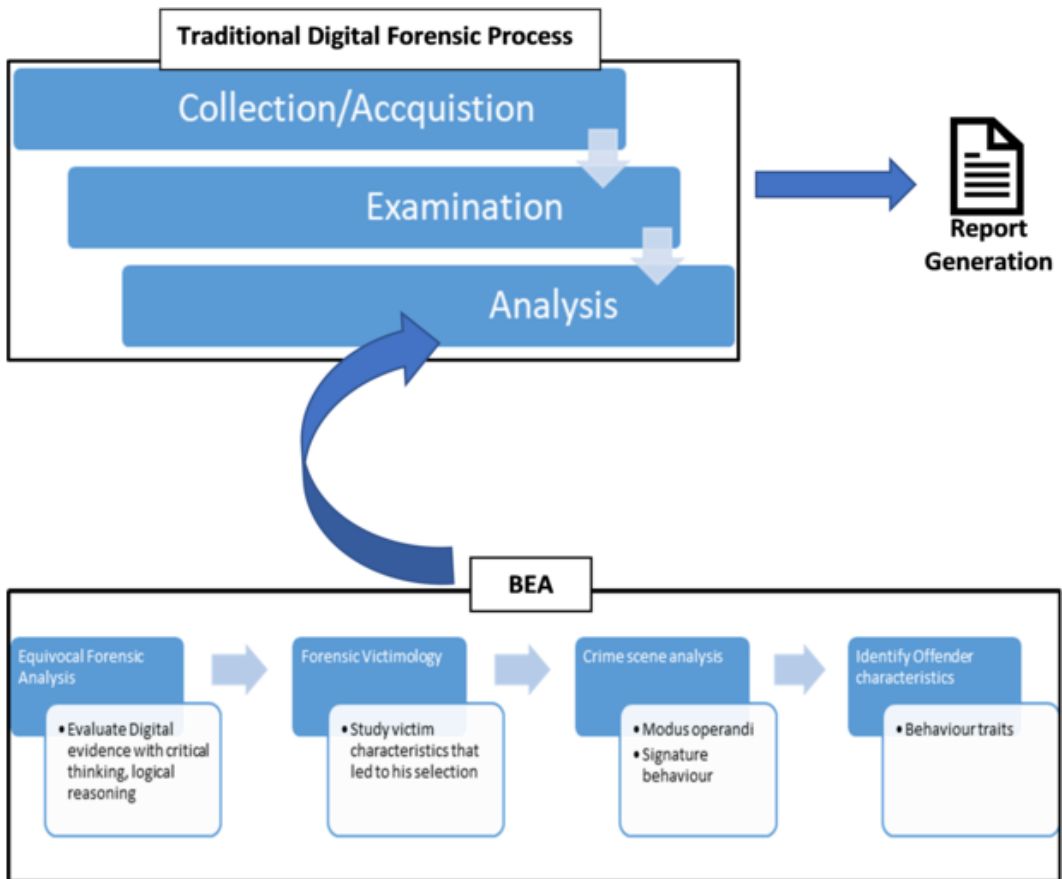 Traditional Digital Forensic Process
Collection/Accquistion
Examination
Analysis
Report
Generation
BEA
Equivocal Forensic
Analysis
• Evaluate Digital
evidence with critical
thinking, logical
reasoning
Forensic Victimology
• Study victim
characteristics that
led to his selection
Crime scene analysis
• Modus operandi
• Signature
behaviour
Identify Offender
characteristics
• Behaviour traits